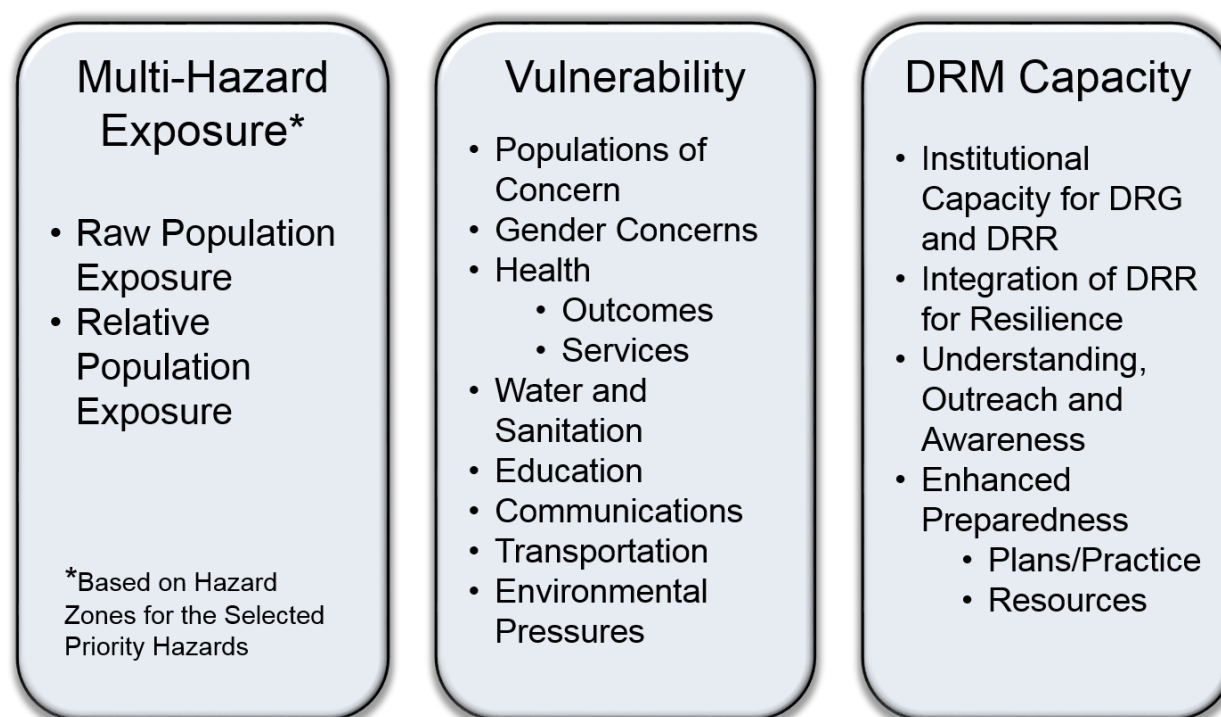 Multi-Hazard
Exposure*
• Raw Population
Exposure
• Relative
Population
Exposure
*Based on Hazard
Zones for the Selected
Priority Hazards
Vulnerability
• Populations of
Concern
• Gender Concerns
• Health
• Outcomes
• Services
• Water and
Sanitation
• Education
• Communications
• Transportation
• Environmental
Pressures
DRM Capacity
• Institutional
Capacity for DRG
and DRR
• Integration of DRR
for Resilience
• Understanding,
Outreach and
Awareness
• Enhanced
Preparedness
• Plans/Practice
• Resources